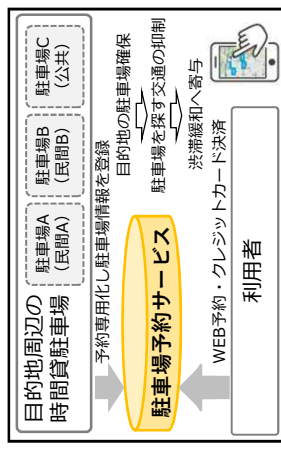 目的地周辺の
時間貸駐車場
駐車場A
(民間A)
駐車場B
(民間B)
駐車場C
(公共)
予約専用化し駐車場情報を登録
駐車場予約サービス
目的地の駐車場確保
駐車場を探す交通の抑制
渋滞緩和へ寄与
WEB予約・クレジットカード決済
利用者